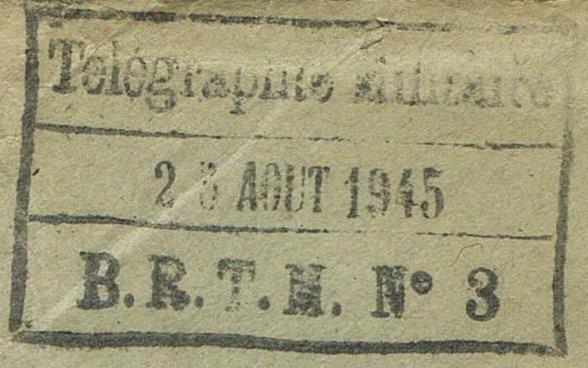 Télégraphie Militaire
AOUT 1945
B.R.T.M. N° 3